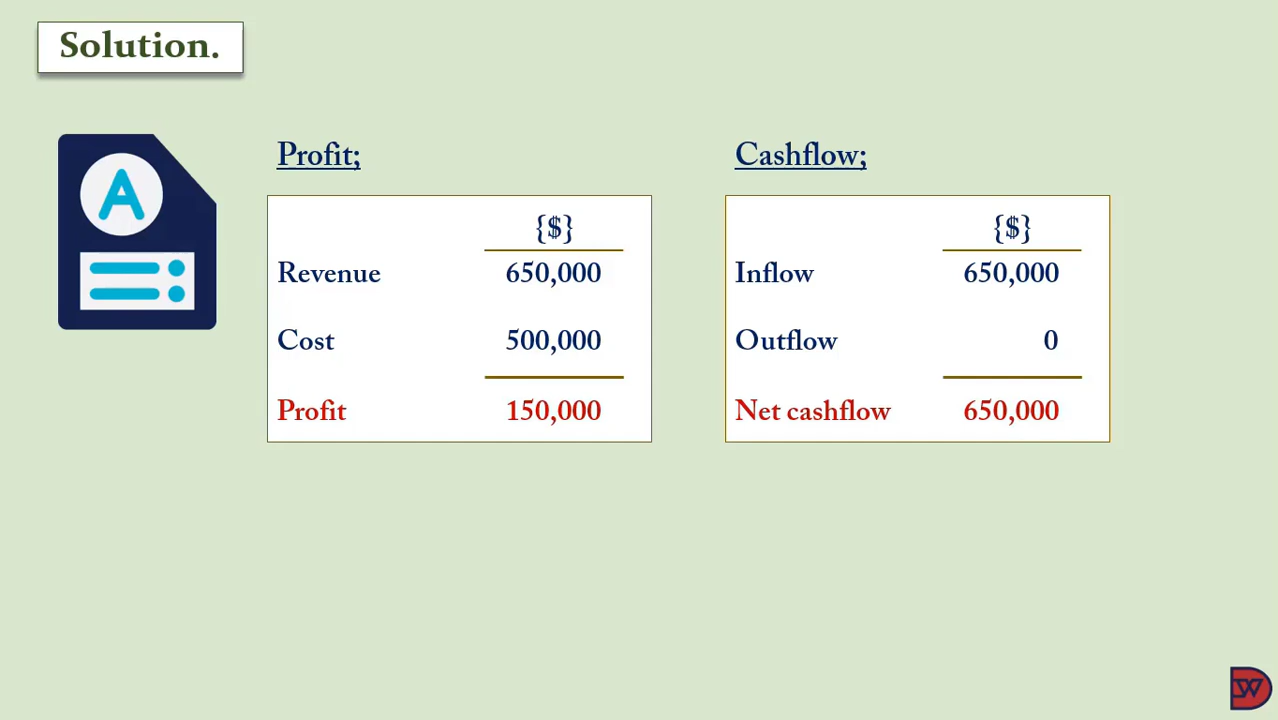 Solution.
A
Profit;
{$}
Revenue 650,000
Cost 500,000
Profit 150,000
Cashflow;
{$}
Inflow 650,000
Outflow 0
Net cashflow 650,000
DW